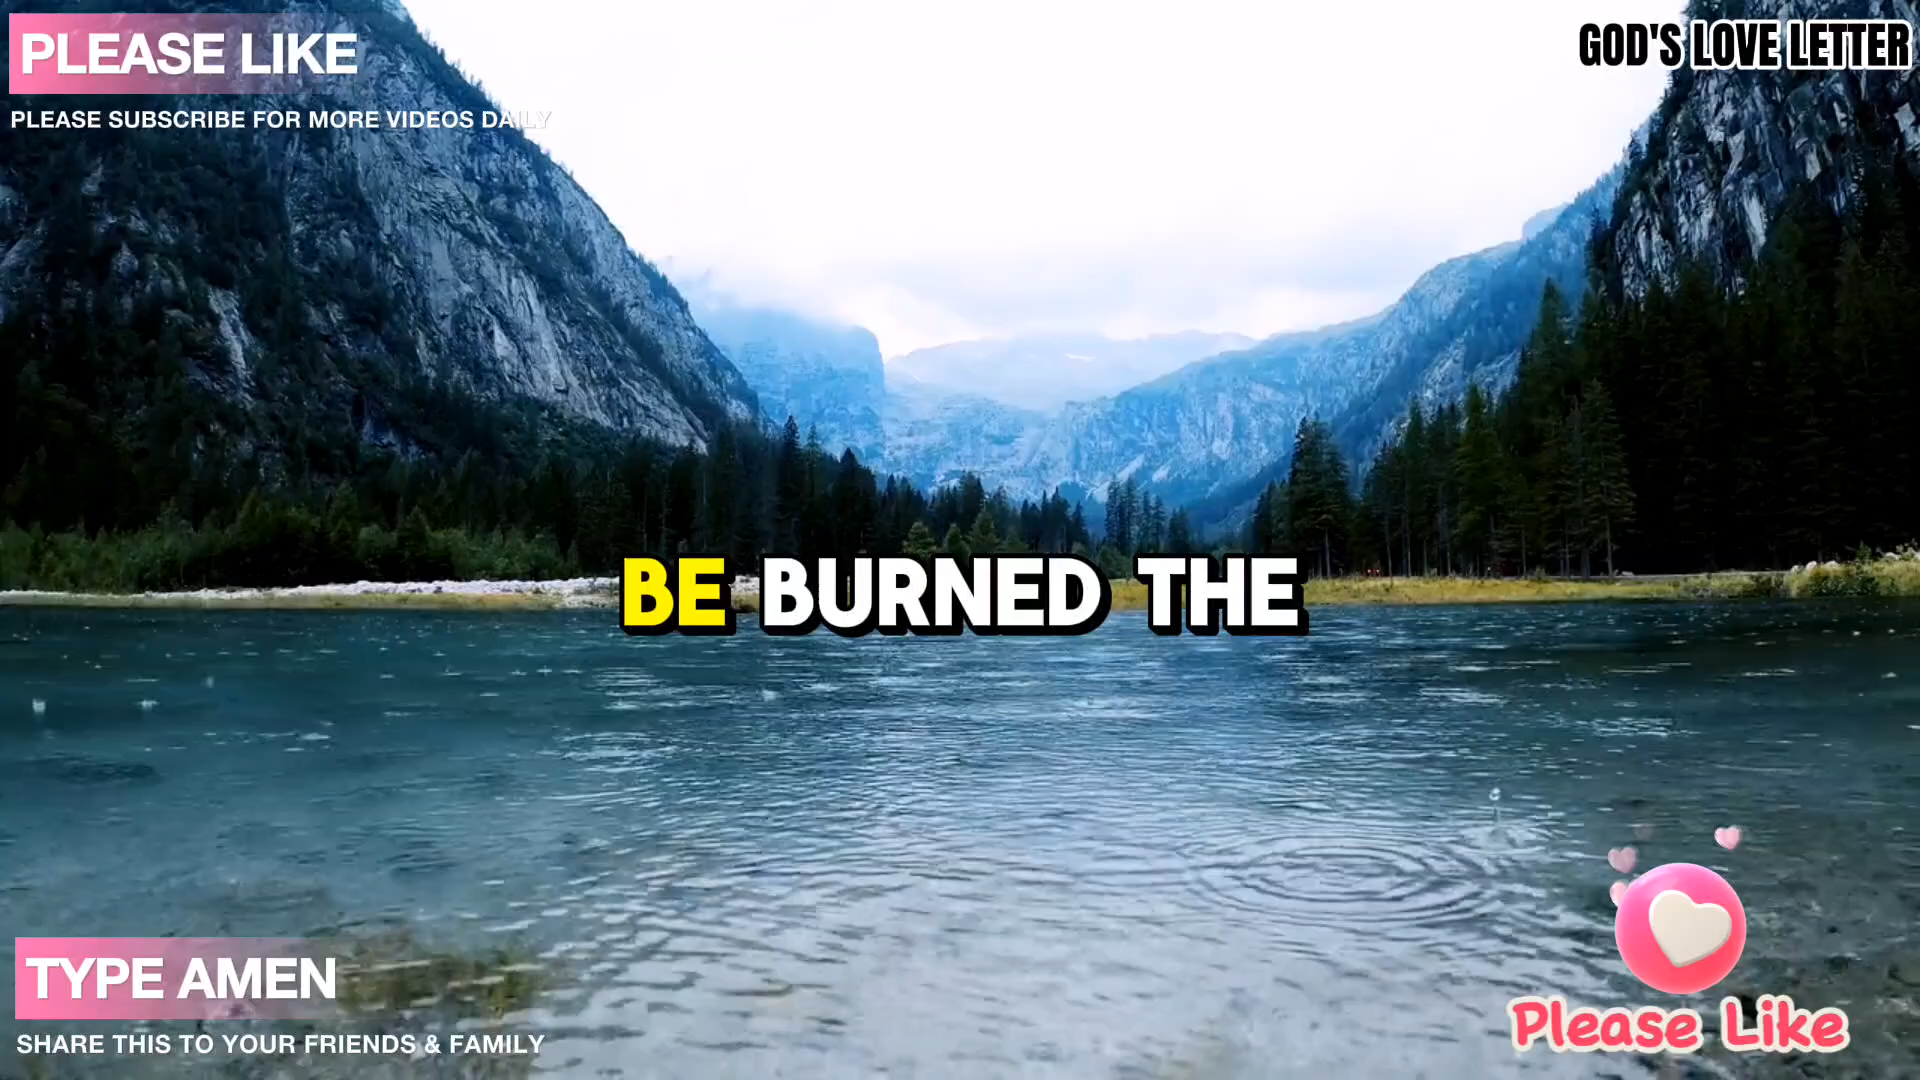 PLEASE LIKE
GOD'S LOVE LETTER
PLEASE SUBSCRIBE FOR MORE VIDEOS DAILY
BE BURNED THE
TYPE AMEN
SHARE THIS TO YOUR FRIENDS & FAMILY
Please Like